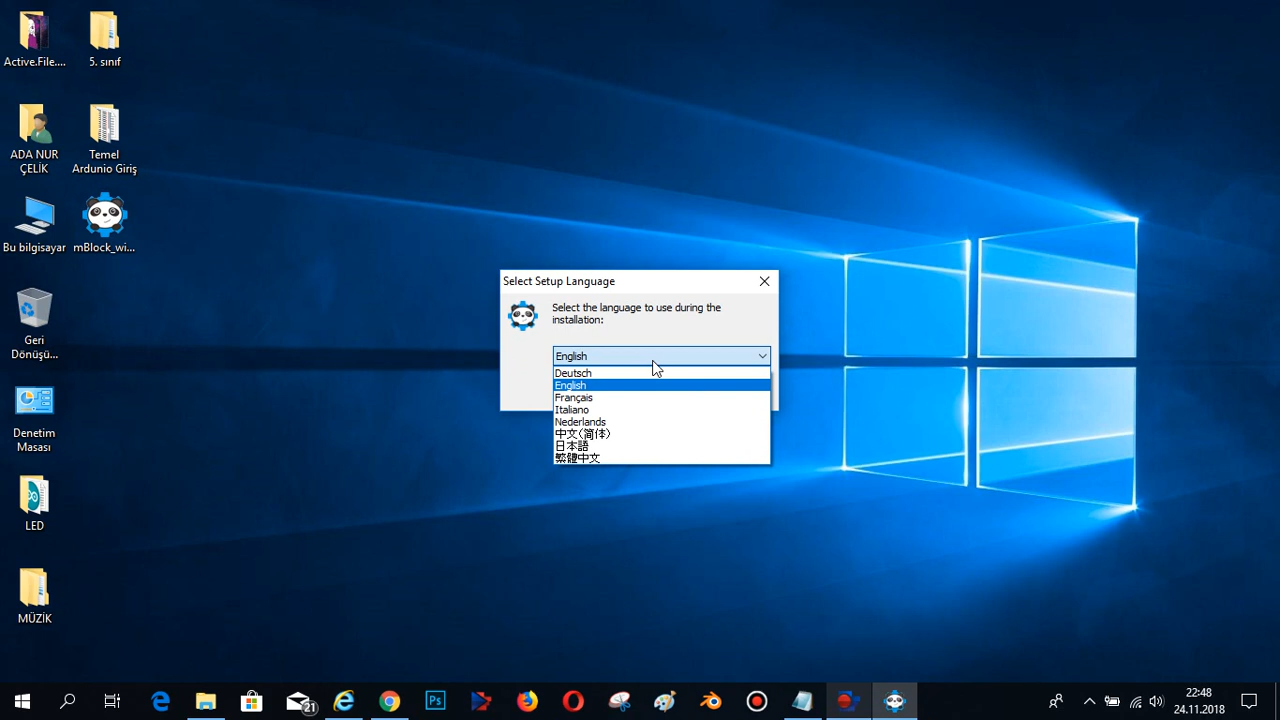 Active.File....
5. sınıf
ADA NUR
ÇELİK
Temel
Ardunio Giriş
Bu bilgisayar
mBlock_wi...
Geri
Dönüşü...
Denetim
Masası
LED
MÜZİK
Select Setup Language
Select the language to use during the
installation:
English
Deutsch
English
Français
Italiano
Nederlands
中文(简体)
日本語
繁體中文
21
Ps
22:48
24.11.2018